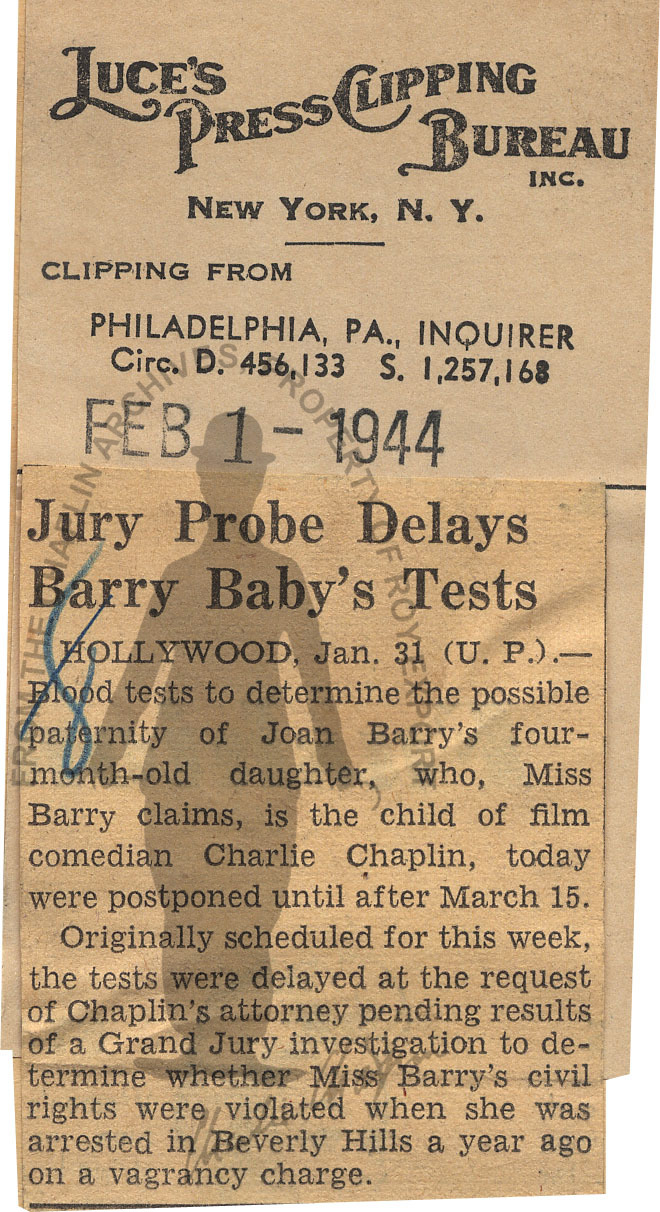 LUCE'S
PRESS CLIPPING
BUREAU
INC.
NEW YORK, N. Y.
CLIPPING FROM
PHILADELPHIA, PA., INQUIRER
Circ. D. 456,133 S. 1,257,168
FEB 1 - 1944
Jury Probe Delays
Barry Baby's Tests
HOLLYWOOD, Jan. 31 (U. P.).—
Blood tests to determine the possible
paternity of Joan Barry's four-
month-old daughter, who, Miss
Barry claims, is the child of film
comedian Charlie Chaplin, today
were postponed until after March 15.
Originally scheduled for this week,
the tests were delayed at the request
of Chaplin's attorney pending results
of a Grand Jury investigation to de-
termine whether Miss Barry's civil
rights were violated when she was
arrested in Beverly Hills a year ago
on a vagrancy charge.